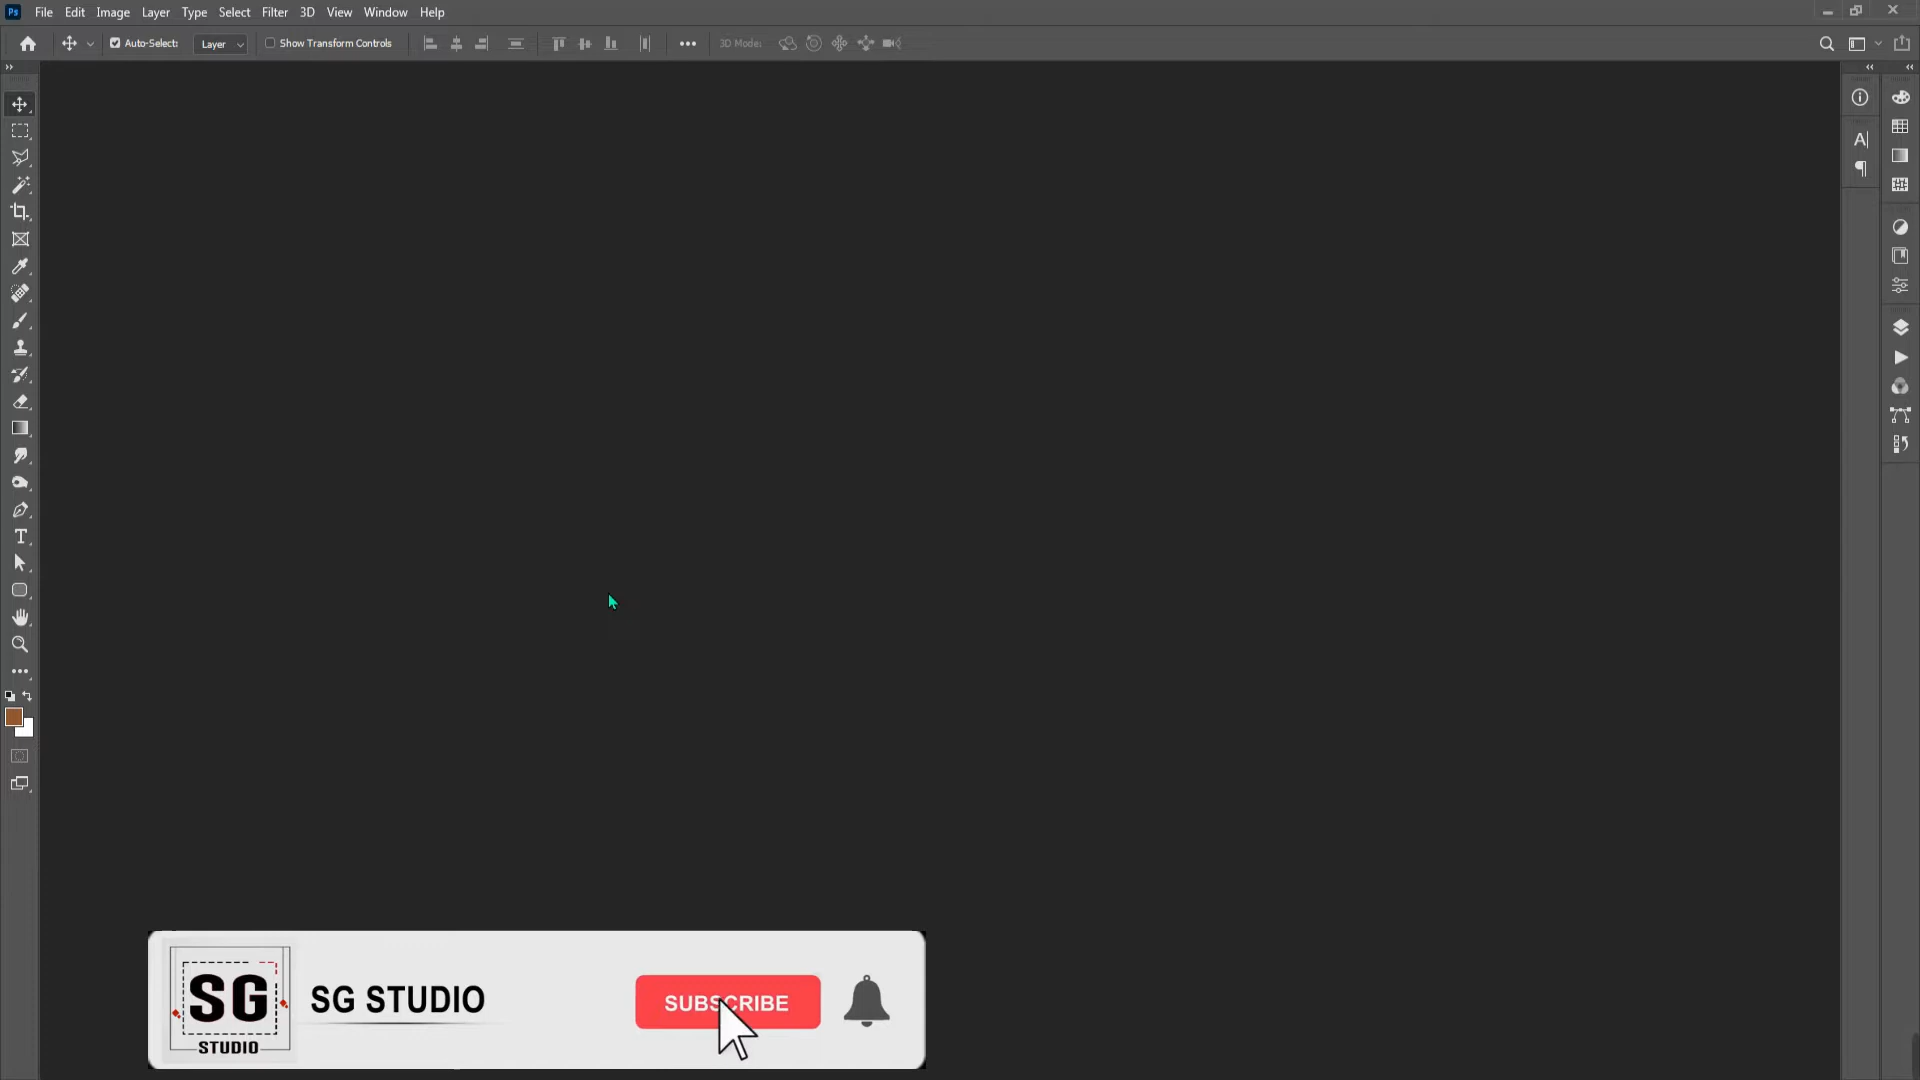 Ps File Edit Image Layer Type Select Filter 3D View Window Help
Auto-Select: Layer Show Transform Controls 3D Mode:
SG
STUDIO
SG STUDIO
SUBSCRIBE